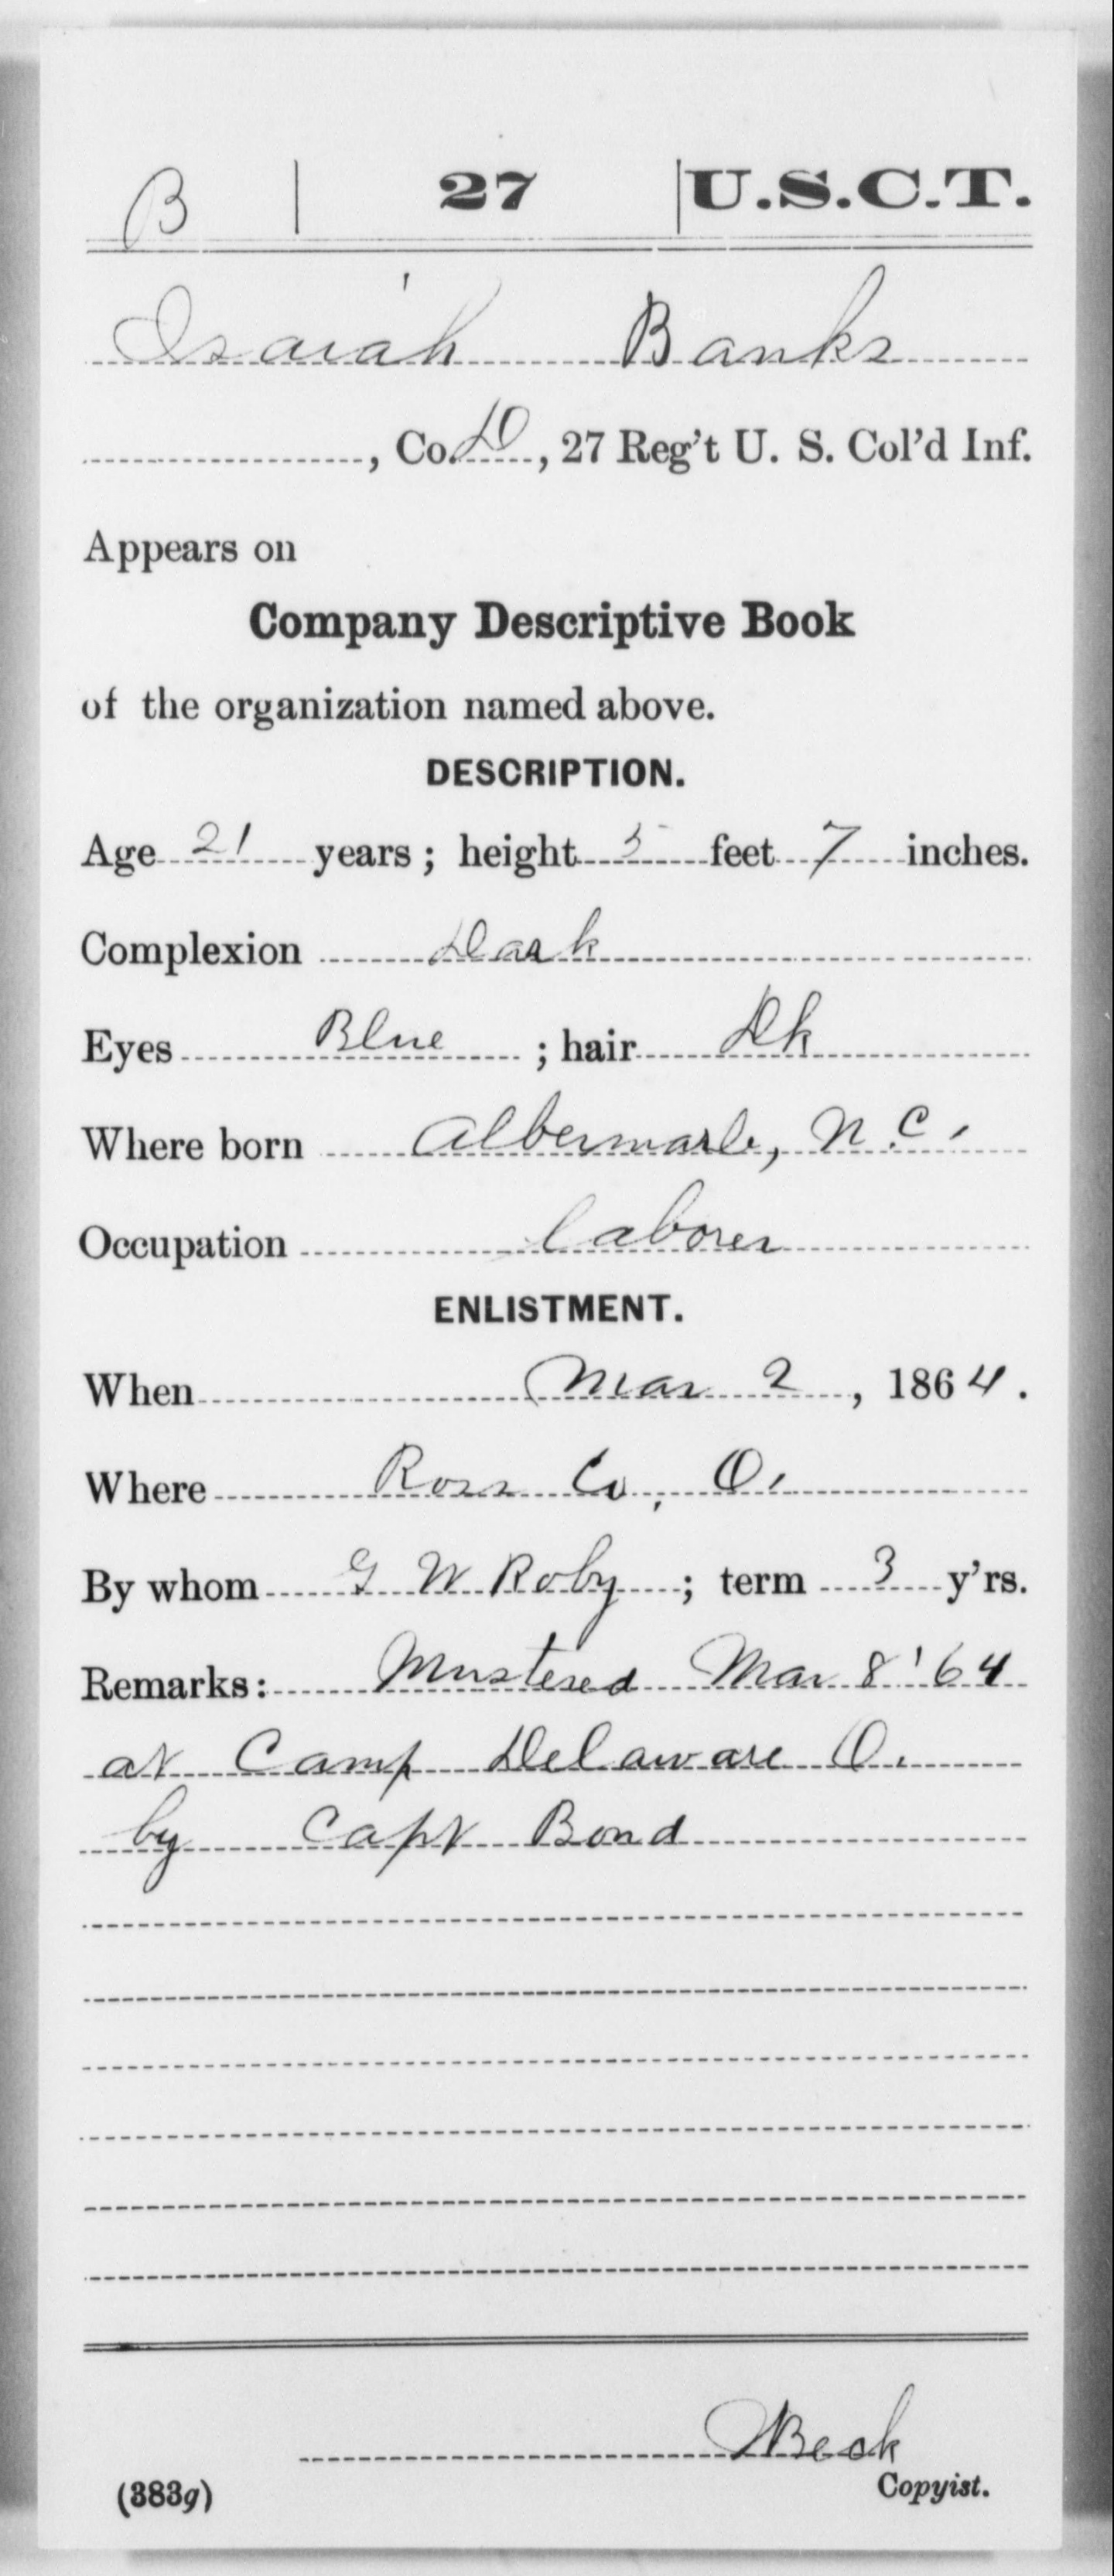 B 27 U.S.C.T.
Isaiah Banks
, Co. D, 27 Reg't U. S. Col'd Inf.
Appears on
Company Descriptive Book
of the organization named above.
DESCRIPTION.
Age 21 years; height 5 feet 7 inches.
Complexion Dark
Eyes Blue; hair Dk
Where born Albermarle, N.C.
Occupation laborer
ENLISTMENT.
When Mar 2, 1864.
Where Ross Co, O.
By whom G W Roby; term 3 y'rs.
Remarks: Mustered Mar 8 '64
at Camp Delaware O.
by Capt Bond
Beck
Copyist.
(383g)